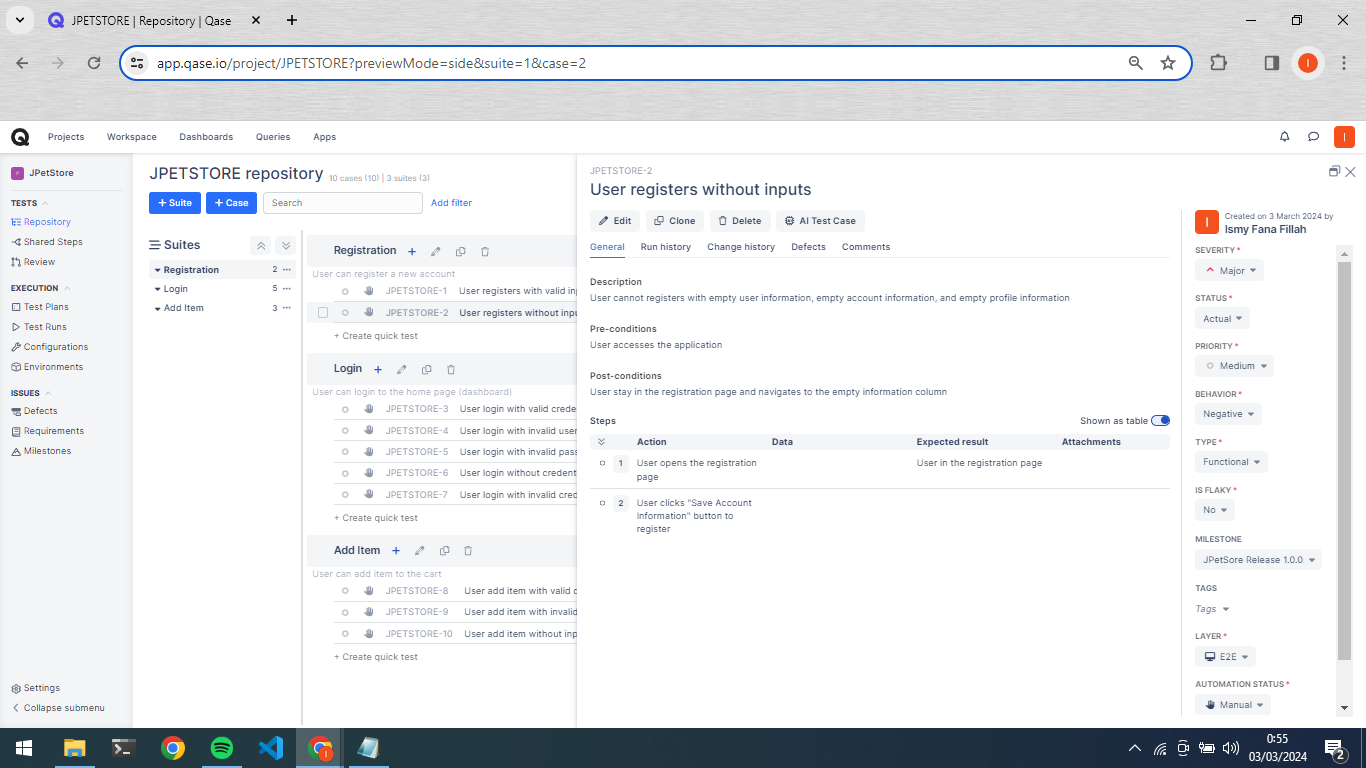 JPETSTORE | Repository | Qase
app.qase.io/project/JPETSTORE?previewMode=side&suite=1&case=2
I
Projects
Workspace
Dashboards
Queries
Apps
I
JPetStore
TESTS
Repository
Shared Steps
Review
EXECUTION
Test Plans
Test Runs
Configurations
Environments
ISSUES
Defects
Requirements
Milestones
Settings
Collapse submenu
JPETSTORE repository
10 cases (10) | 3 suites (3)
+ Suite
+ Case
Search
Add filter
Suites
Registration 2
Login 5
Add Item 3
Registration
User can register a new account
JPETSTORE-1 User registers with valid in
JPETSTORE-2 User registers without inpu
+ Create quick test
Login
User can login to the home page (dashboard)
JPETSTORE-3 User login with valid crede
JPETSTORE-4 User login with invalid user
JPETSTORE-5 User login with invalid pass
JPETSTORE-6 User login without credent
JPETSTORE-7 User login with invalid cred
+ Create quick test
Add Item
User can add item to the cart
JPETSTORE-8 User add item with valid
JPETSTORE-9 User add item with invalid
JPETSTORE-10 User add item without inp
+ Create quick test
JPETSTORE-2
User registers without inputs
Edit
Clone
Delete
AI Test Case
General
Run history
Change history
Defects
Comments
Description
User cannot registers with empty user information, empty account information, and empty profile information
Pre-conditions
User accesses the application
Post-conditions
User stay in the registration page and navigates to the empty information column
Steps
Shown as table
Action Data Expected result Attachments
1 User opens the registration page
User in the registration page
2 User clicks "Save Account
Information" button to
register
I
Created on 3 March 2024 by
Ismy Fana Fillah
SEVERITY *
Major
STATUS *
Actual
PRIORITY *
Medium
BEHAVIOR *
Negative
TYPE *
Functional
IS FLAKY *
No
MILESTONE
JPetSore Release 1.0.0
TAGS
Tags
LAYER *
E2E
AUTOMATION STATUS *
Manual
I
0:55
03/03/2024
2